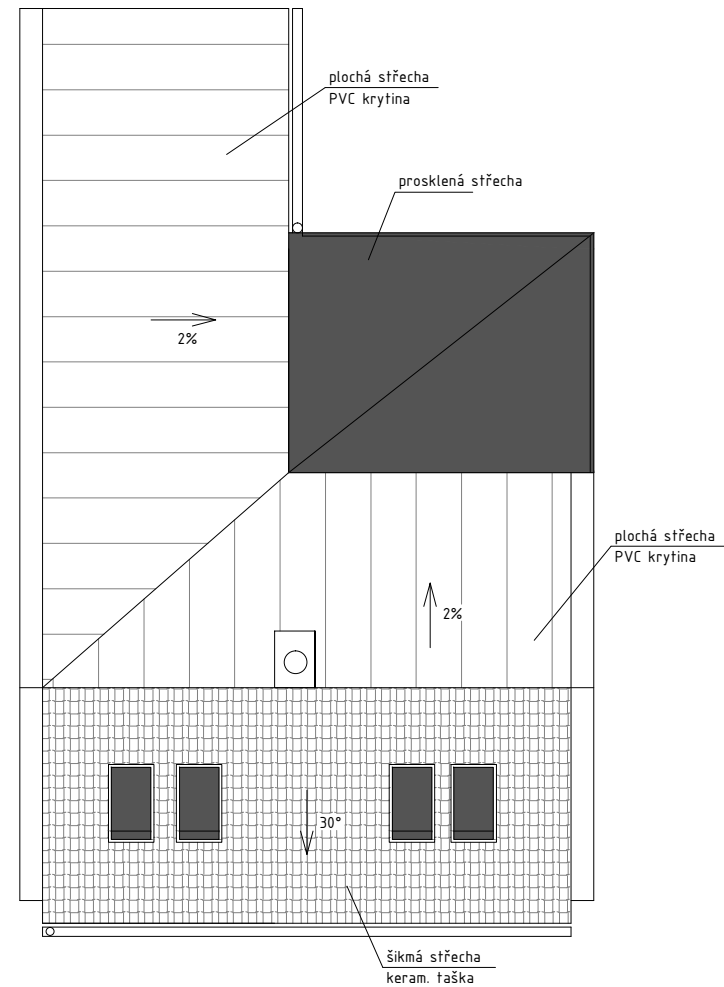 plochá střecha
PVC krytina
prosklená střecha
2%
plochá střecha
PVC krytina
2%
30°
šikmá střecha
keram. taška